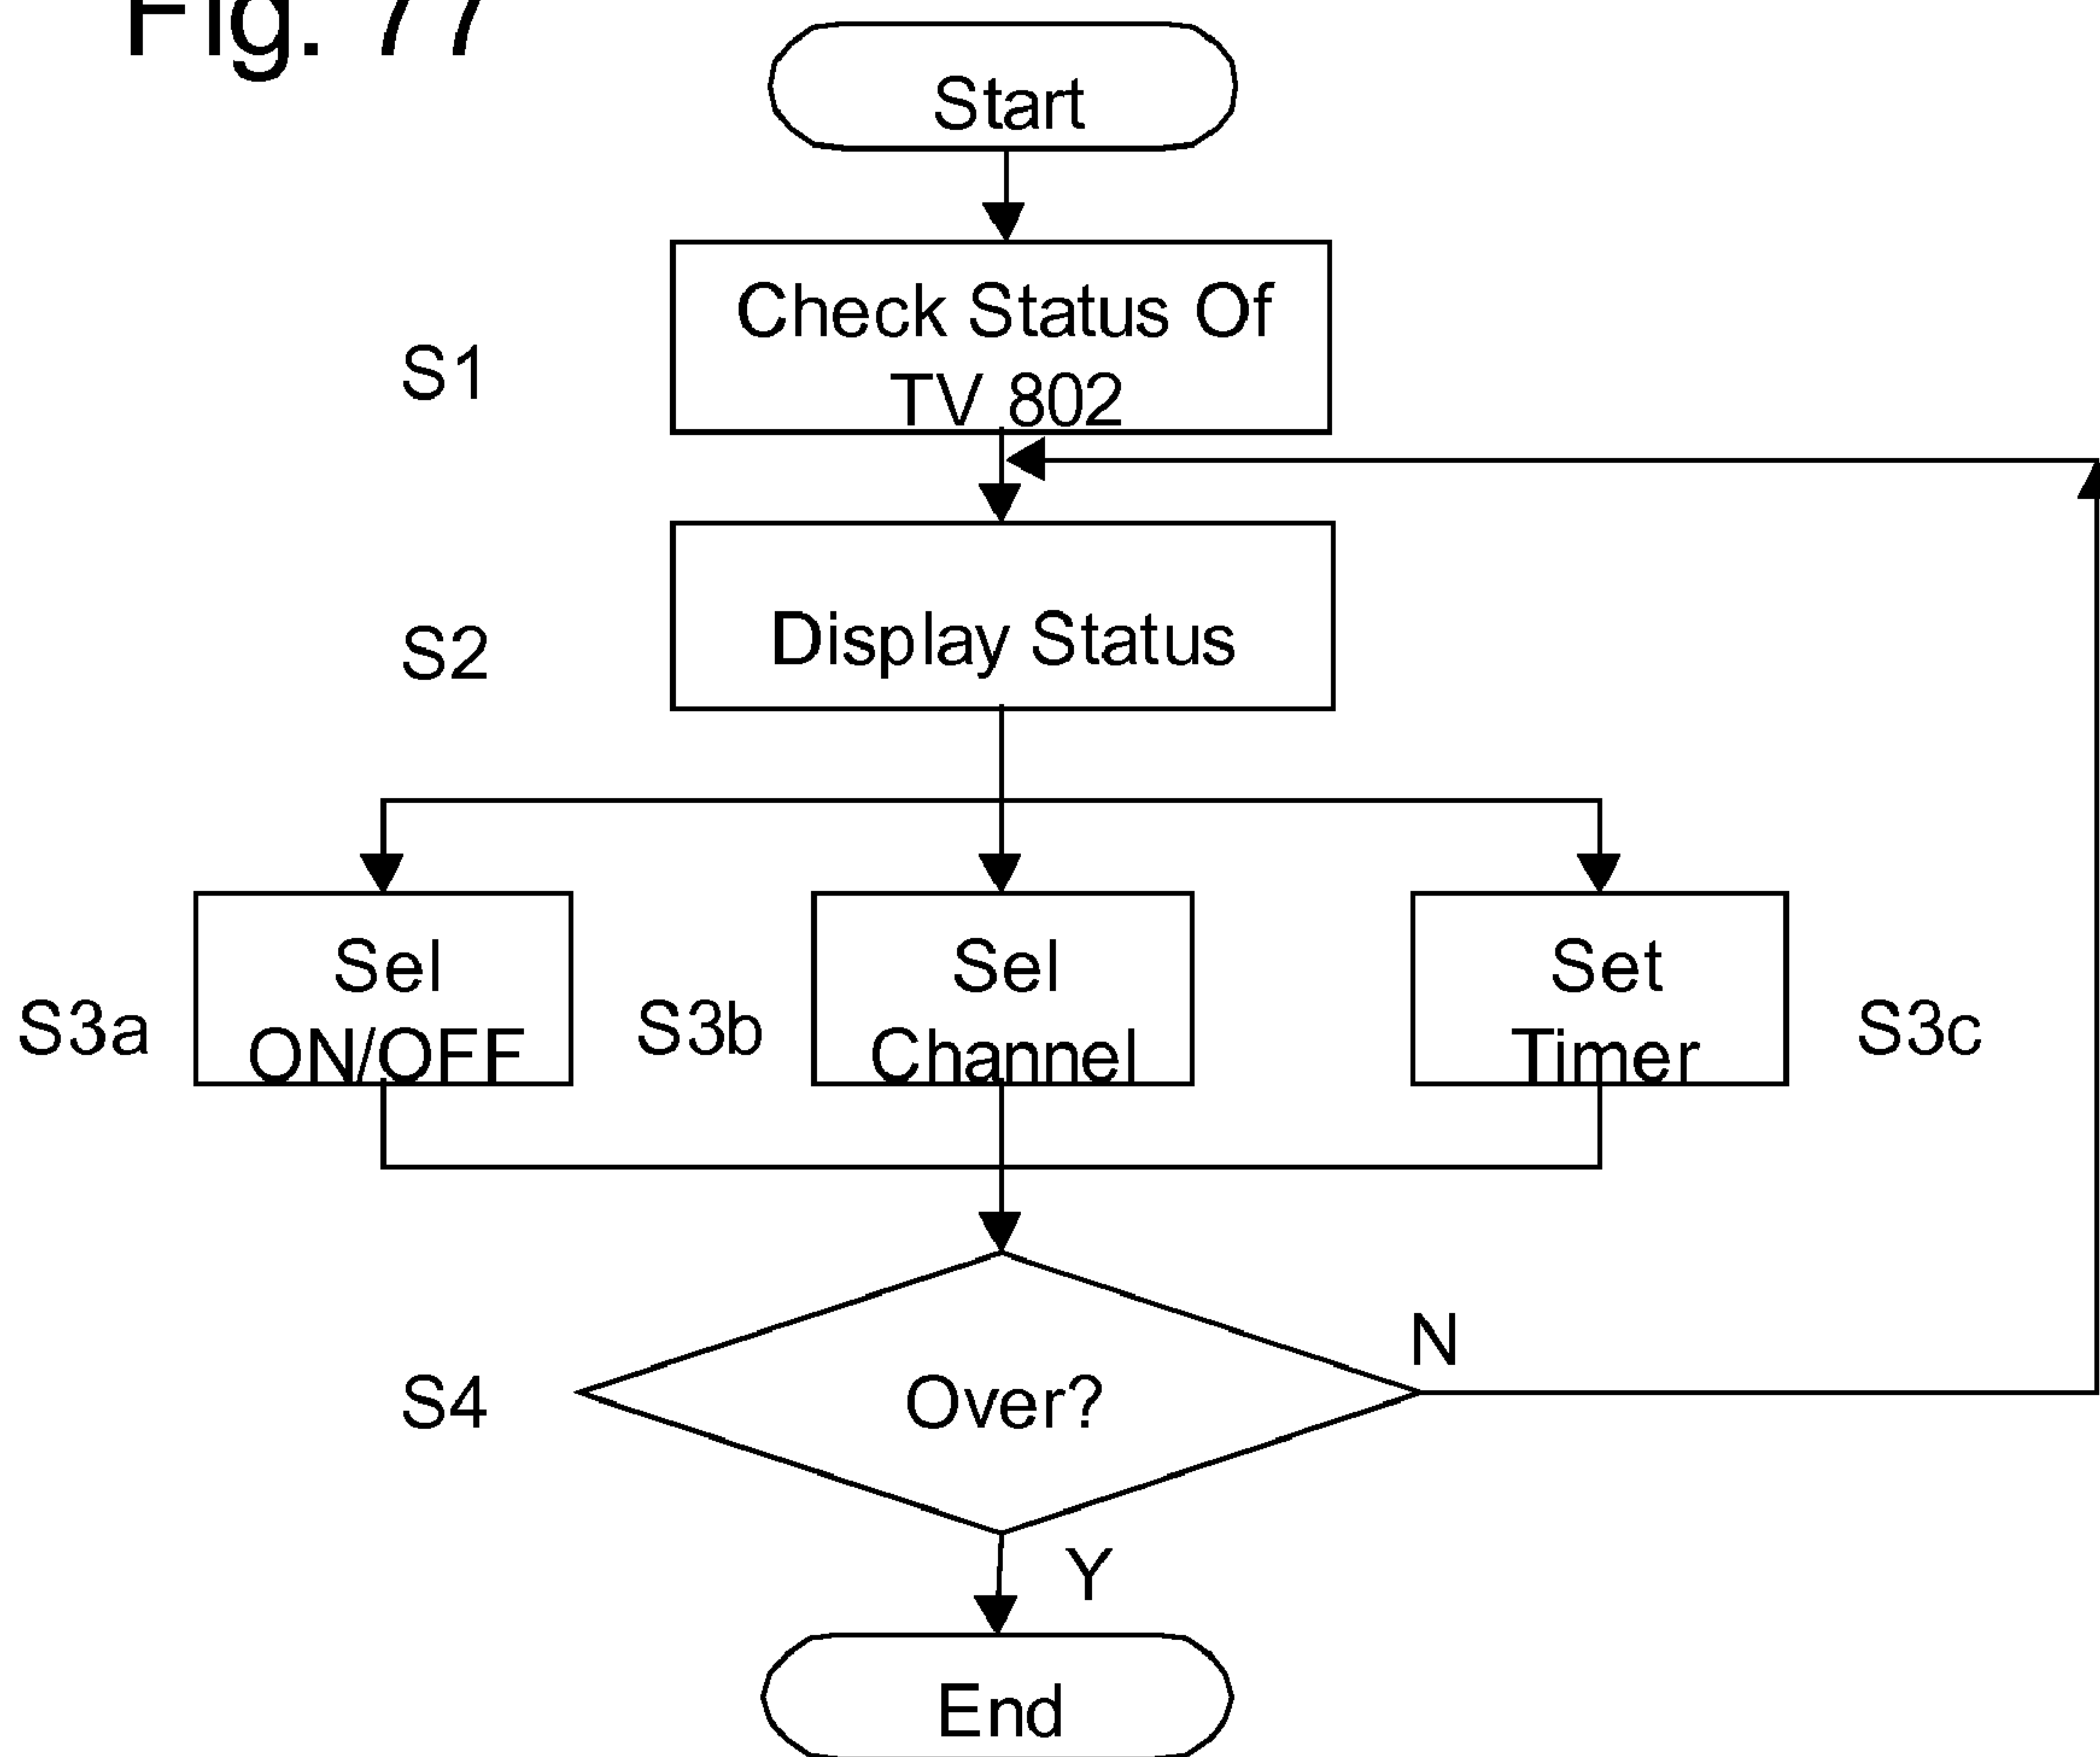 Fig. 77
Start
Check Status Of
TV 802
S1
Display Status
S2
Sel
ON/OFF
S3a
Sel
Channel
S3b
Set
Timer
S3c
Over?
S4
N
Y
End